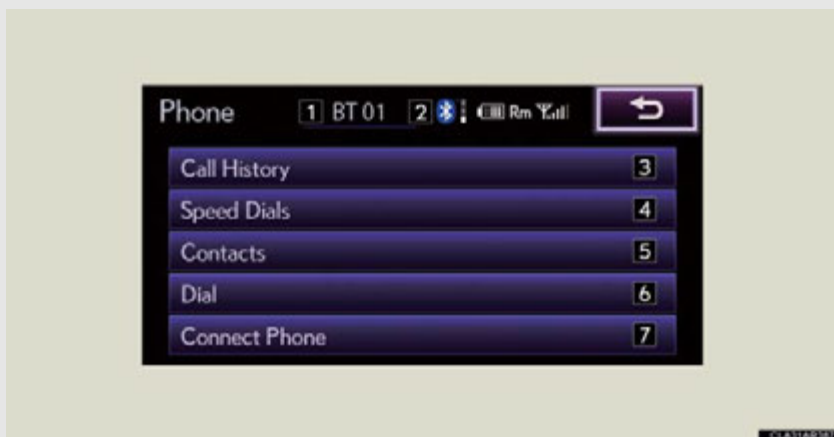 Phone 1 BT 01 2 Rm
Call History 3
Speed Dials 4
Contacts 5
Dial 6
Connect Phone 7